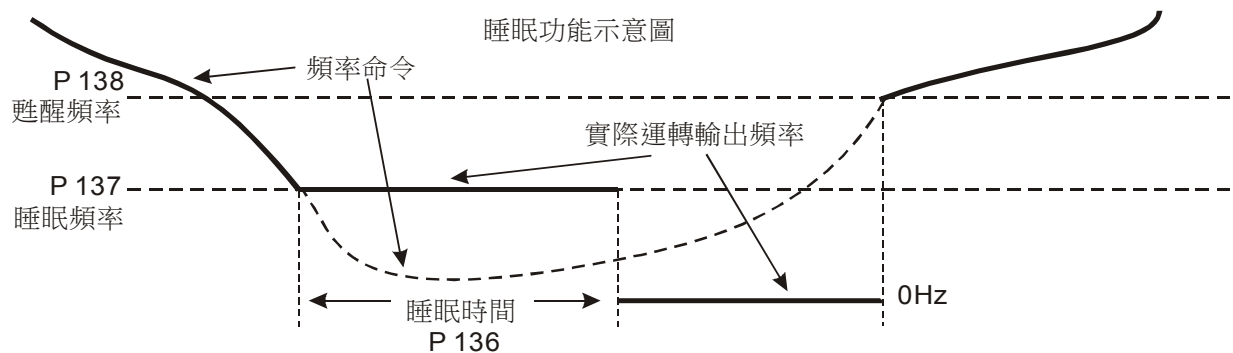 睡眠功能示意圖
頻率命令
P 138
甦醒頻率
實際運轉輸出頻率
P 137
睡眠頻率
0Hz
睡眠時間
P 136